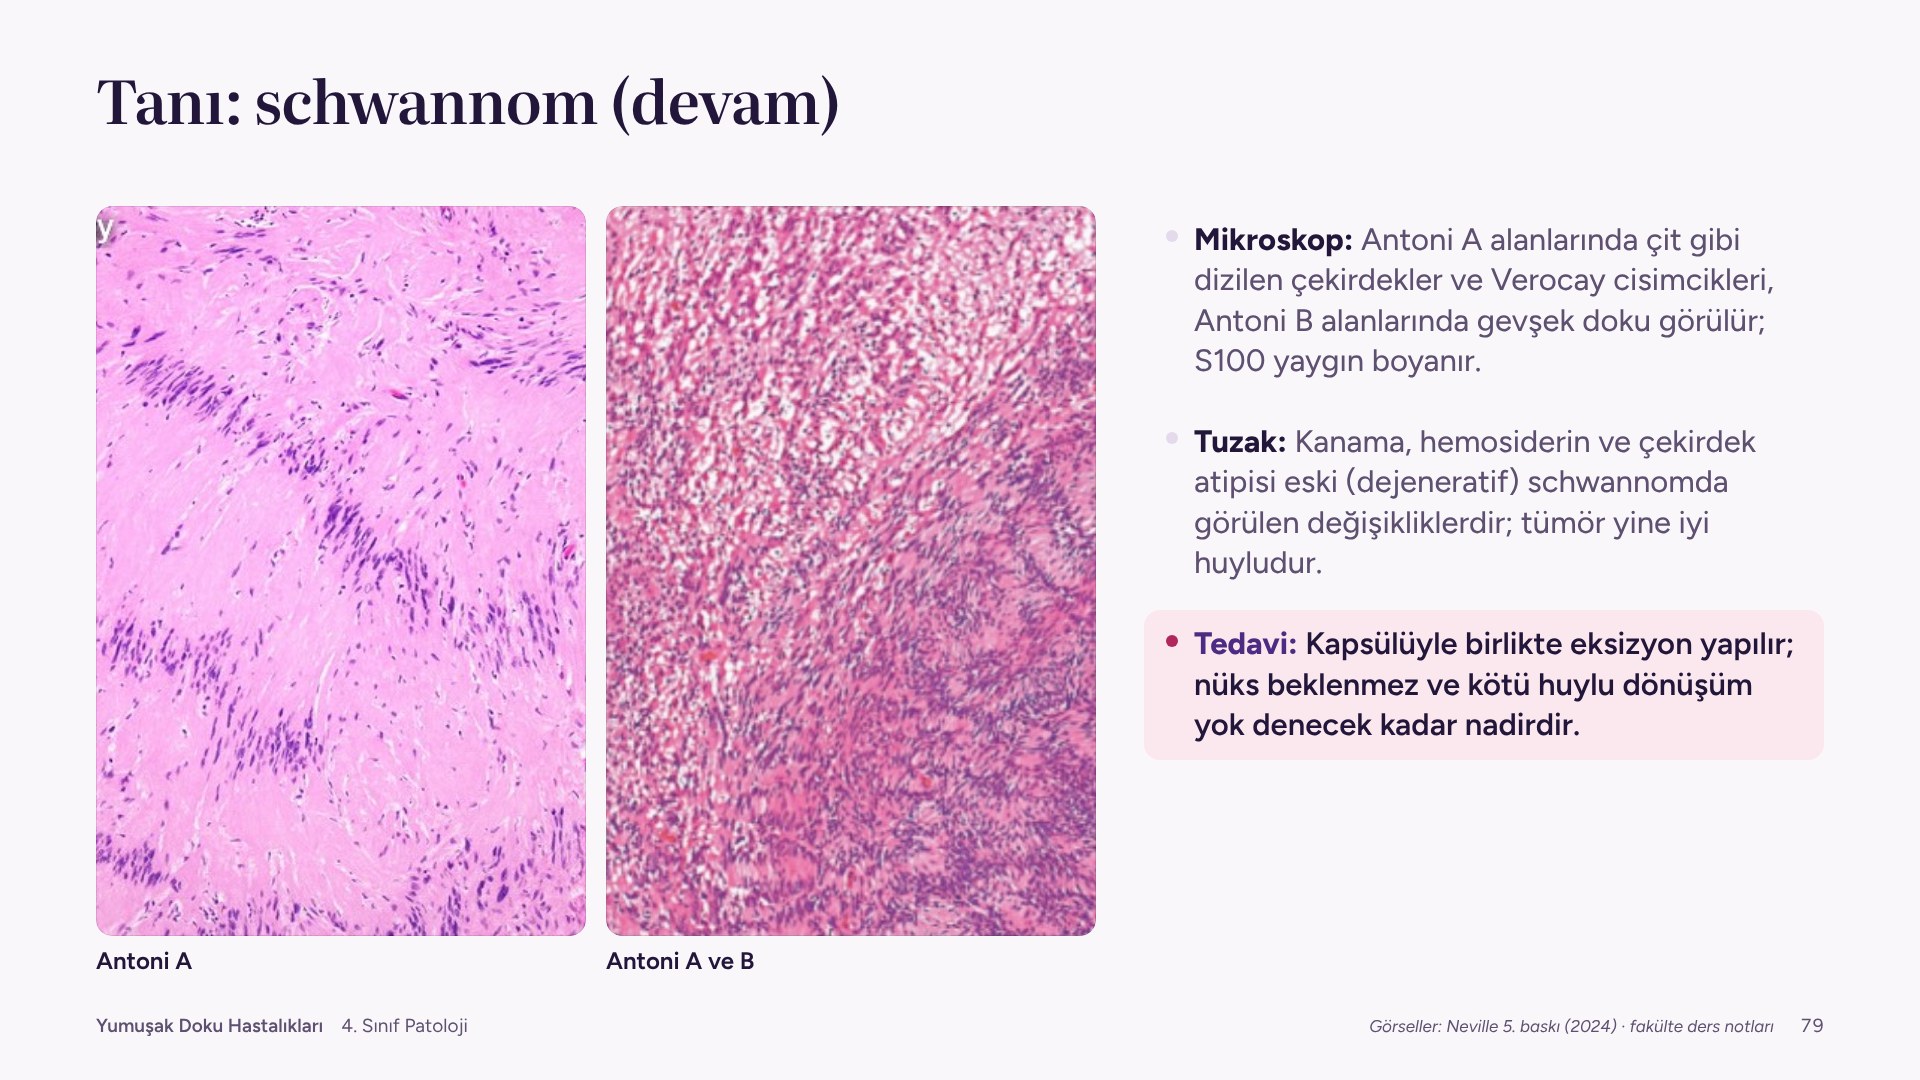 Tanı: schwannom (devam)
y
Mikroskop: Antoni A alanlarında çit gibi
dizilen çekirdekler ve Verocay cisimcikleri,
Antoni B alanlarında gevşek doku görülür;
S100 yaygın boyanır.
Tuzak: Kanama, hemosiderin ve çekirdek
atipisi eski (dejeneratif) schwannomda
görülen değişikliklerdir; tümör yine iyi
huyludur.
Tedavi: Kapsülüyle birlikte eksizyon yapılır;
nüks beklenmez ve kötü huylu dönüşüm
yok denecek kadar nadirdir.
Antoni A
Antoni A ve B
Yumuşak Doku Hastalıkları 4. Sınıf Patoloji
Görseller: Neville 5. baskı (2024) · fakülte ders notları 79